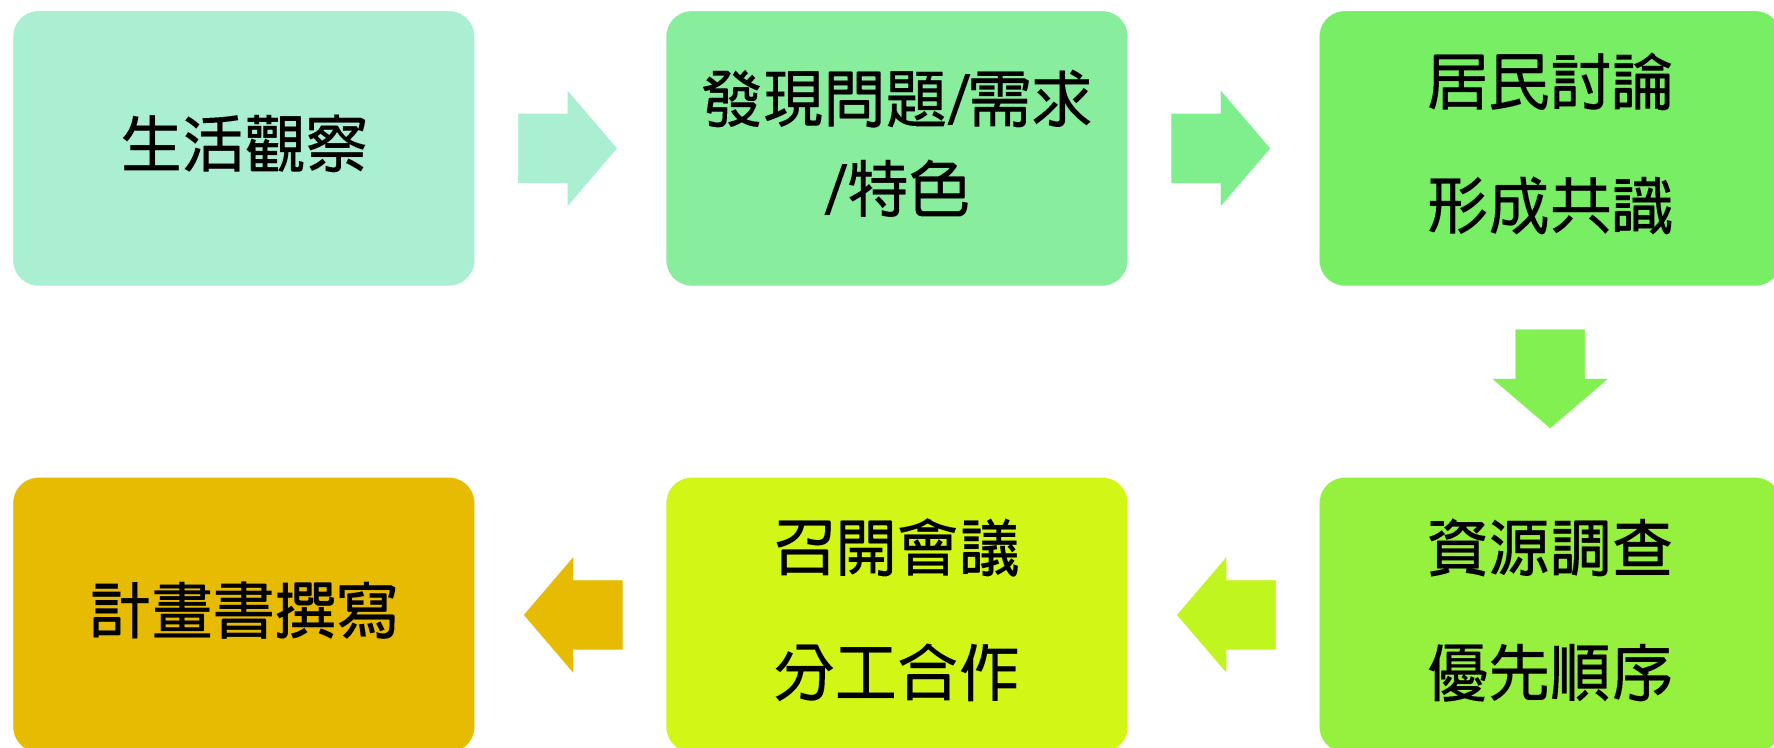 生活觀察
發現問題/需求
/特色
居民討論
形成共識
資源調查
優先順序
召開會議
分工合作
計畫書撰寫